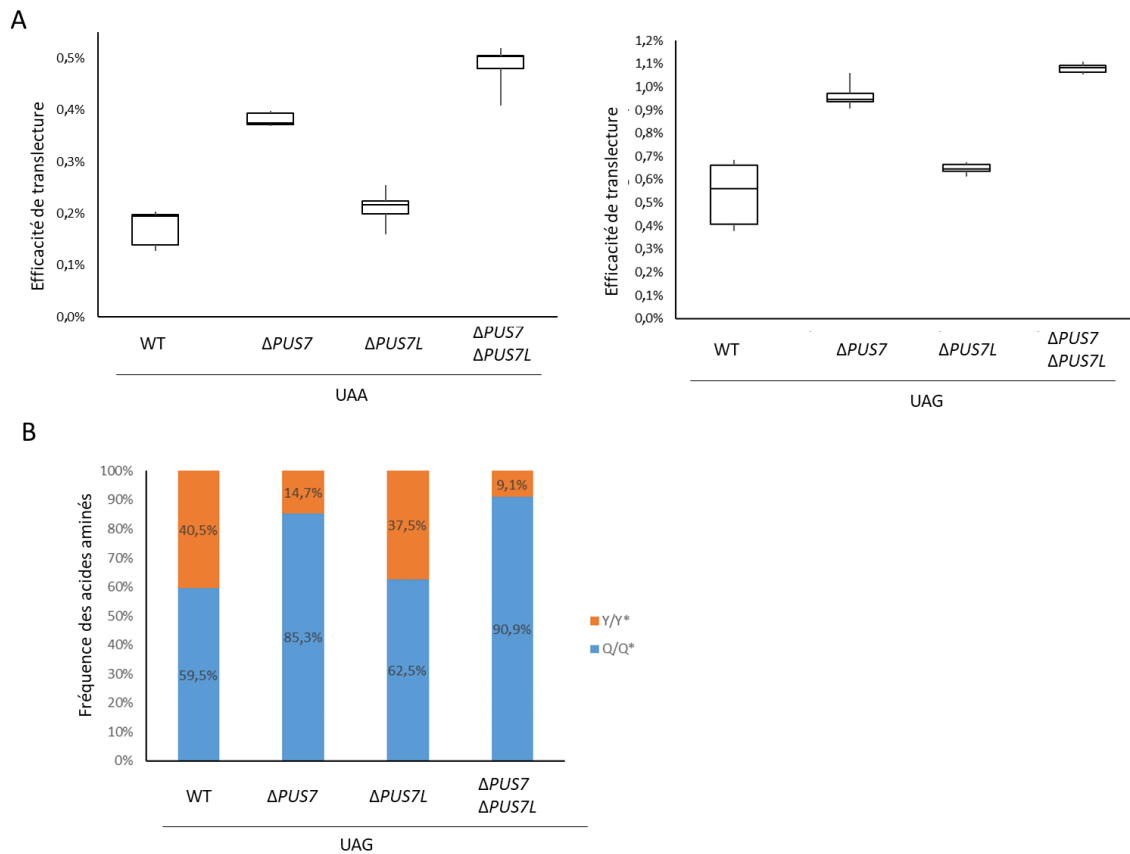 A
Efficacité de translecture
0,5%
0,4%
0,3%
0,2%
0,1%
0,0%
WT
ΔPUS7
ΔPUS7L
ΔPUS7
ΔPUS7L
UAA
Efficacité de translecture
1,2%
1,1%
1,0%
0,9%
0,8%
0,7%
0,6%
0,5%
0,4%
0,3%
0,2%
0,1%
0,0%
WT
ΔPUS7
ΔPUS7L
ΔPUS7
ΔPUS7L
UAG
B
Fréquence des acides aminés
100%
90%
80%
70%
60%
50%
40%
30%
20%
10%
0%
40,5%
59,5%
14,7%
85,3%
37,5%
62,5%
9,1%
90,9%
Y/Y*
Q/Q*
WT
ΔPUS7
ΔPUS7L
ΔPUS7
ΔPUS7L
UAG